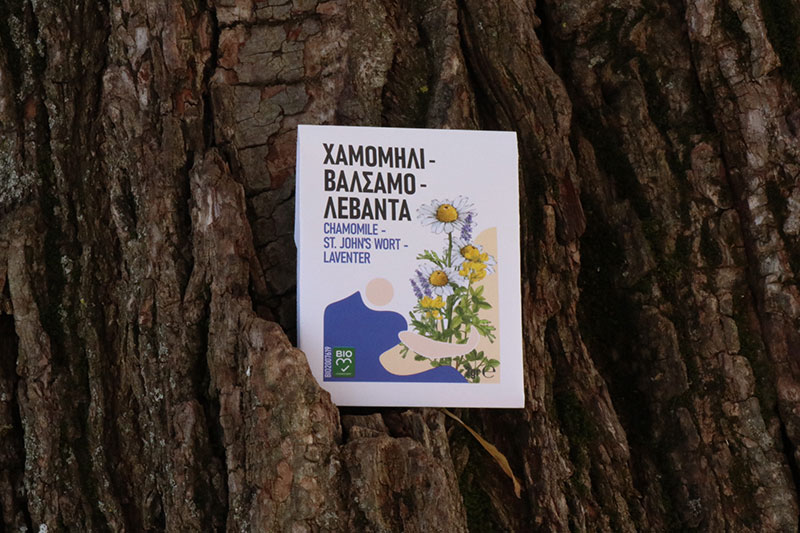 ΧΑΜΟΜΗΛΙ -
ΒΑΛΣΑΜΟ -
ΛΕΒΑΝΤΑ
CHAMOMILE -
ST. JOHN'S WORT -
LAVENTER
BIO